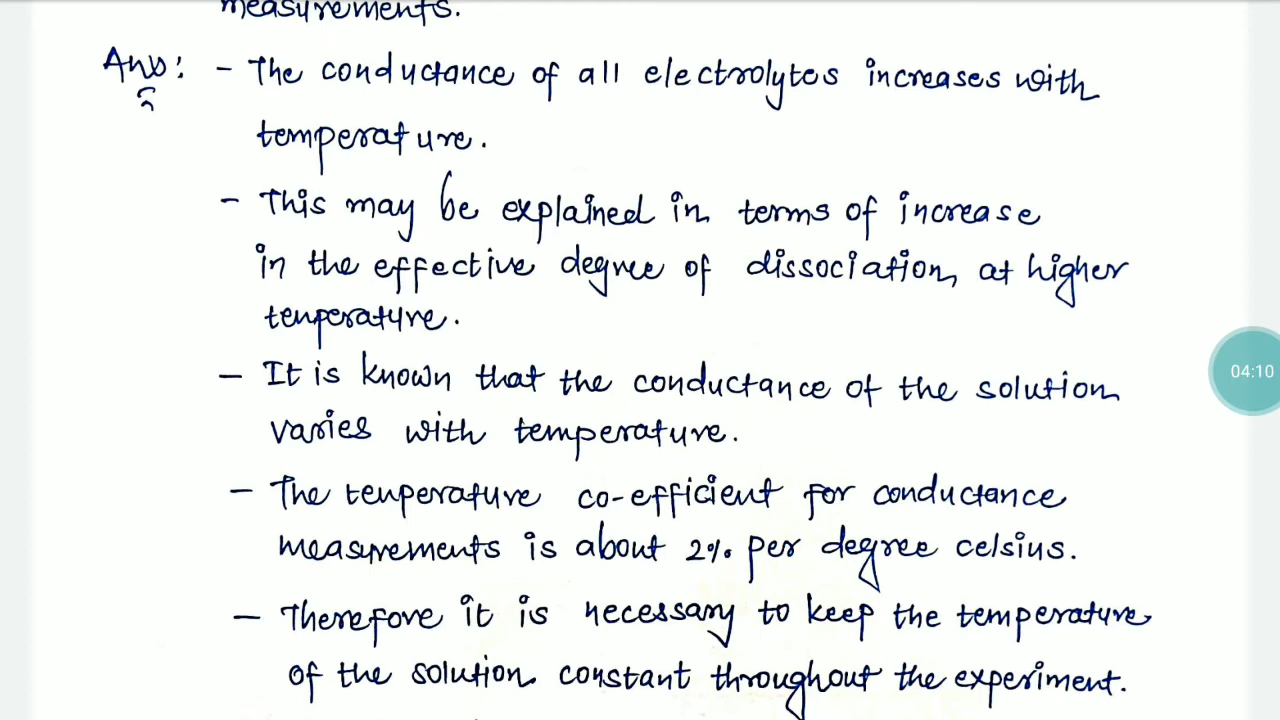 measurements.
Ans: - The conductance of all electrolytes increases with
temperature.
- This may be explained in terms of increase
in the effective degree of dissociation, at higher
temperature.
- It is known that the conductance of the solution
varies with temperature.
- The temperature co-efficient for conductance
measurements is about 2% per degree celsius.
- Therefore it is necessary to keep the temperature
of the solution constant throughout the experiment.
04:10